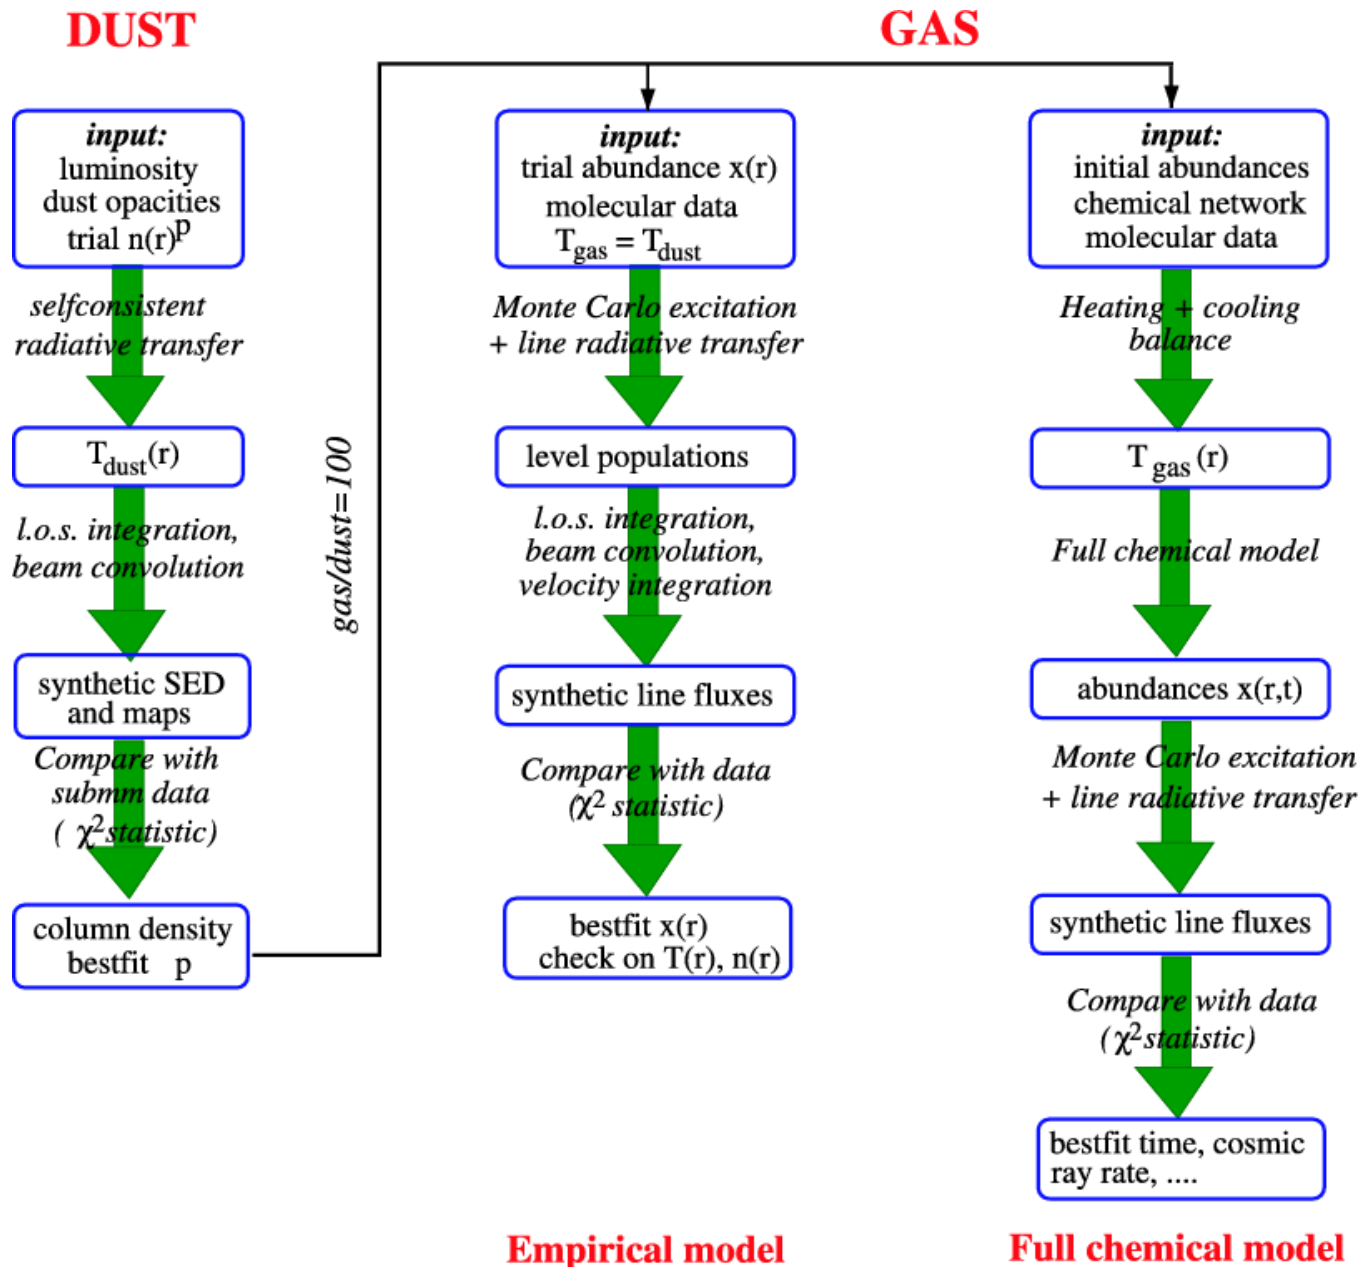 DUST
GAS
input:
luminosity
dust opacities
trial n(r)^p
selfconsistent
radiative transfer
T_dust(r)
l.o.s. integration,
beam convolution
synthetic SED
and maps
Compare with
submm data
( χ² statistic)
column density
bestfit p
gas/dust=100
input:
trial abundance x(r)
molecular data
T_gas = T_dust
Monte Carlo excitation
+ line radiative transfer
level populations
l.o.s. integration,
beam convolution,
velocity integration
synthetic line fluxes
Compare with data
(χ² statistic)
bestfit x(r)
check on T(r), n(r)
Empirical model
input:
initial abundances
chemical network
molecular data
Heating + cooling
balance
T_gas (r)
Full chemical model
abundances x(r,t)
Monte Carlo excitation
+ line radiative transfer
synthetic line fluxes
Compare with data
(χ² statistic)
bestfit time, cosmic
ray rate, ....
Full chemical model